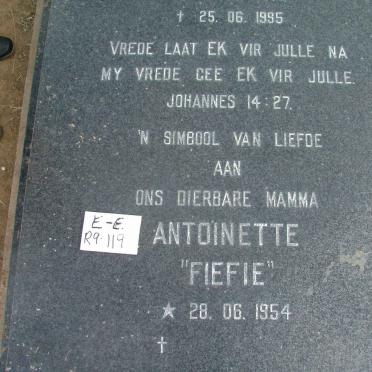 † 25. 06. 1995
VREDE LAAT EK VIR JULLE NA
MY VREDE GEE EK VIR JULLE.
JOHANNES 14:27.
'N SIMBOOL VAN LIEFDE
AAN
ONS DIERBARE MAMMA
E-E
R9:119
ANTOINETTE
"FIEFIE"
★ 28. 06. 1954
†